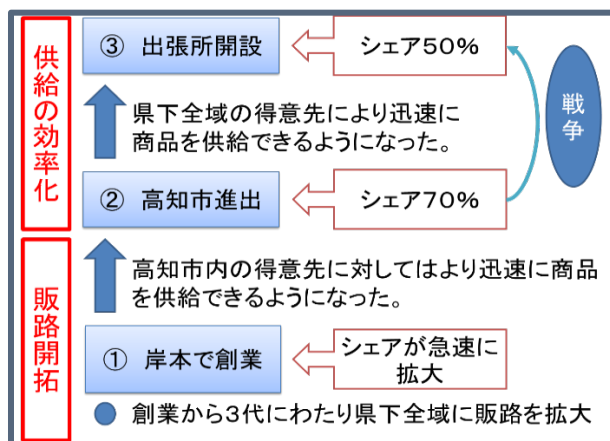 供給の効率化
③ 出張所開設
シェア50%
戦争
県下全域の得意先により迅速に
商品を供給できるようになった。
② 高知市進出
シェア70%
販路開拓
高知市内の得意先に対してはより迅速に商品
を供給できるようになった。
① 岸本で創業
シェアが急速に
拡大
創業から3代にわたり県下全域に販路を拡大